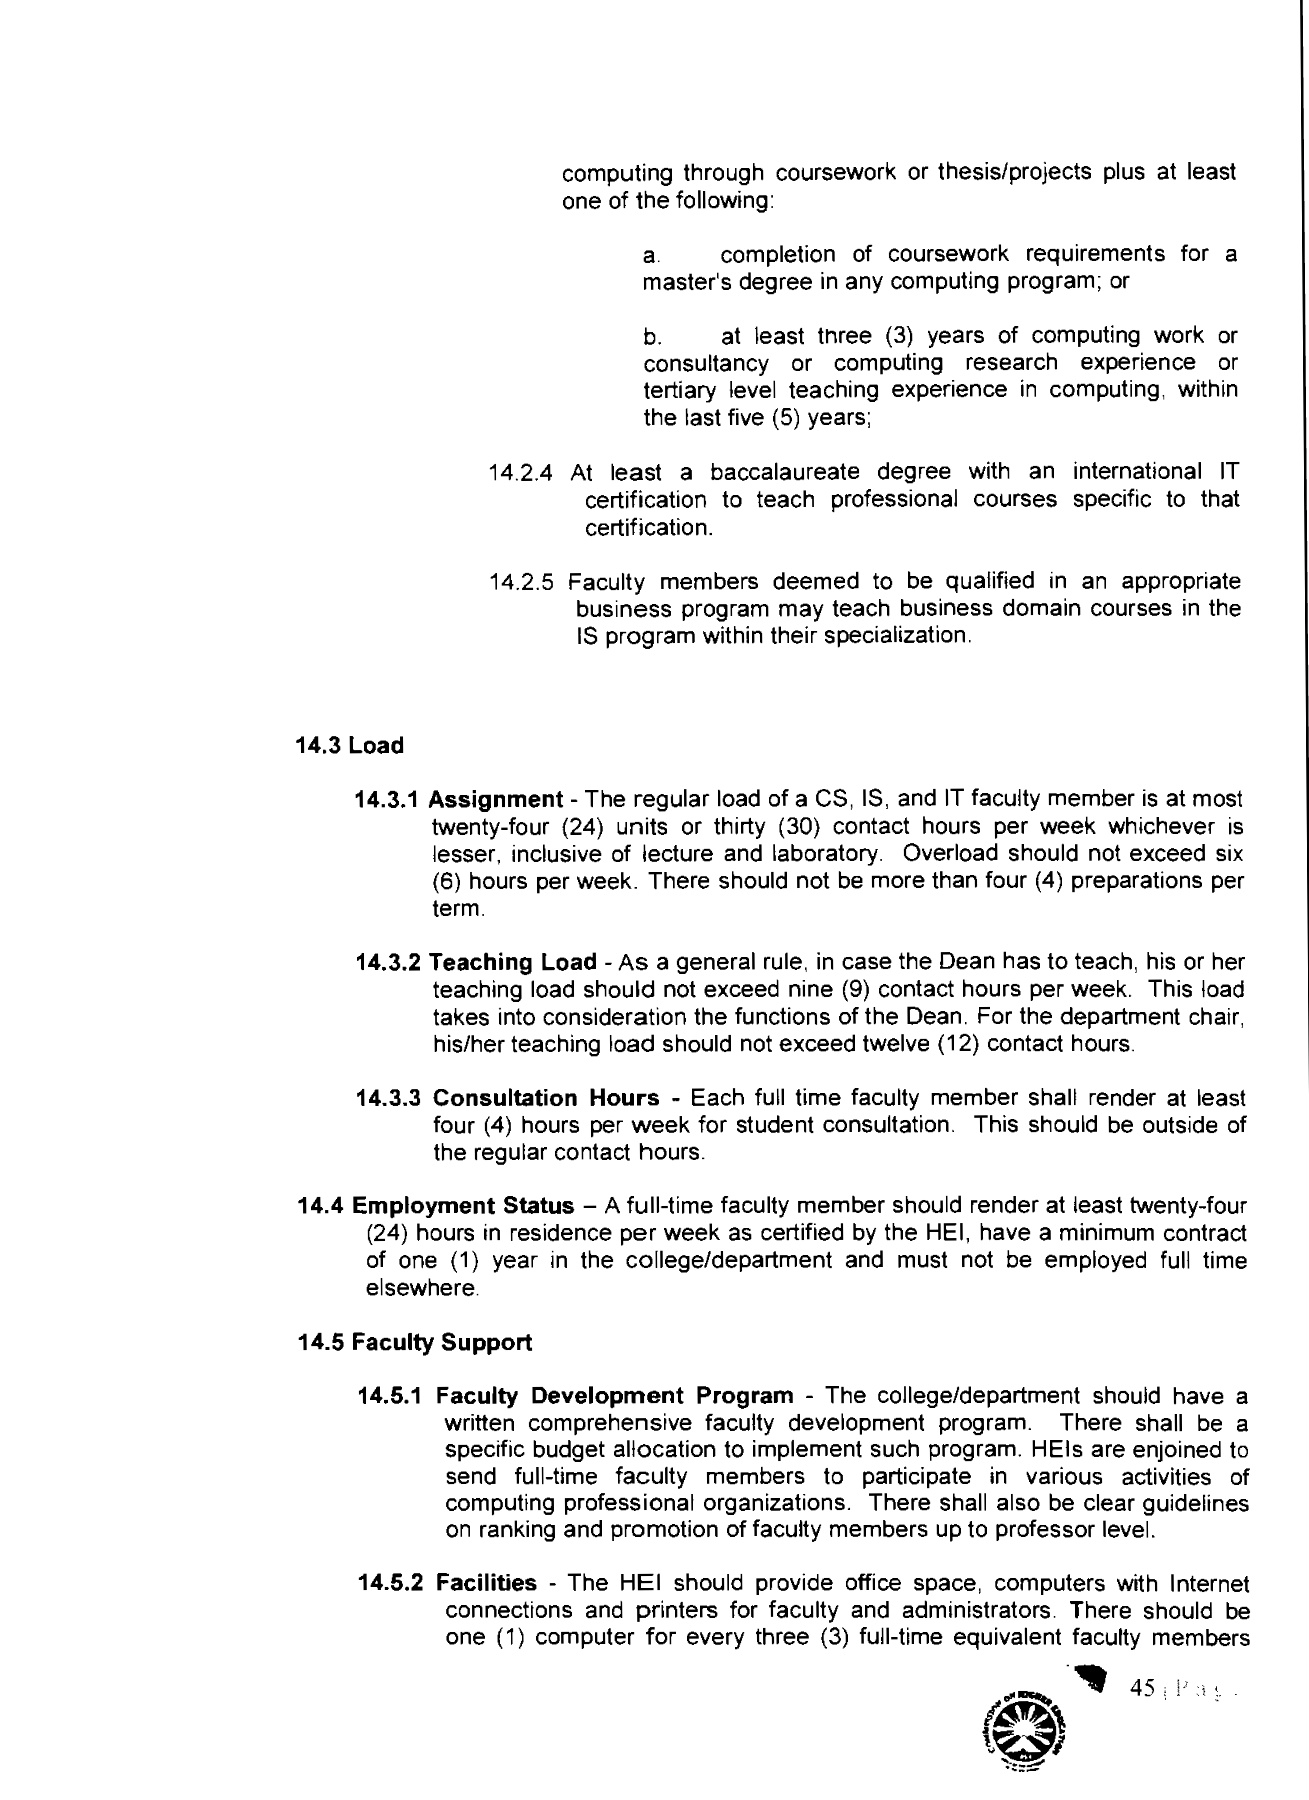 computing through coursework or thesis/projects plus at least
one of the following:
a. completion of coursework requirements for a
master's degree in any computing program; or
b. at least three (3) years of computing work or
consultancy or computing research experience or
tertiary level teaching experience in computing, within
the last five (5) years;
14.2.4 At least a baccalaureate degree with an international IT
certification to teach professional courses specific to that
certification.
14.2.5 Faculty members deemed to be qualified in an appropriate
business program may teach business domain courses in the
IS program within their specialization.
14.3 Load
14.3.1 Assignment - The regular load of a CS, IS, and IT faculty member is at most
twenty-four (24) units or thirty (30) contact hours per week whichever is
lesser, inclusive of lecture and laboratory. Overload should not exceed six
(6) hours per week. There should not be more than four (4) preparations per
term.
14.3.2 Teaching Load - As a general rule, in case the Dean has to teach, his or her
teaching load should not exceed nine (9) contact hours per week. This load
takes into consideration the functions of the Dean. For the department chair,
his/her teaching load should not exceed twelve (12) contact hours.
14.3.3 Consultation Hours - Each full time faculty member shall render at least
four (4) hours per week for student consultation. This should be outside of
the regular contact hours.
14.4 Employment Status – A full-time faculty member should render at least twenty-four
(24) hours in residence per week as certified by the HEI, have a minimum contract
of one (1) year in the college/department and must not be employed full time
elsewhere.
14.5 Faculty Support
14.5.1 Faculty Development Program - The college/department should have a
written comprehensive faculty development program. There shall be a
specific budget allocation to implement such program. HEIs are enjoined to
send full-time faculty members to participate in various activities of
computing professional organizations. There shall also be clear guidelines
on ranking and promotion of faculty members up to professor level.
14.5.2 Facilities - The HEI should provide office space, computers with Internet
connections and printers for faculty and administrators. There should be
one (1) computer for every three (3) full-time equivalent faculty members
45